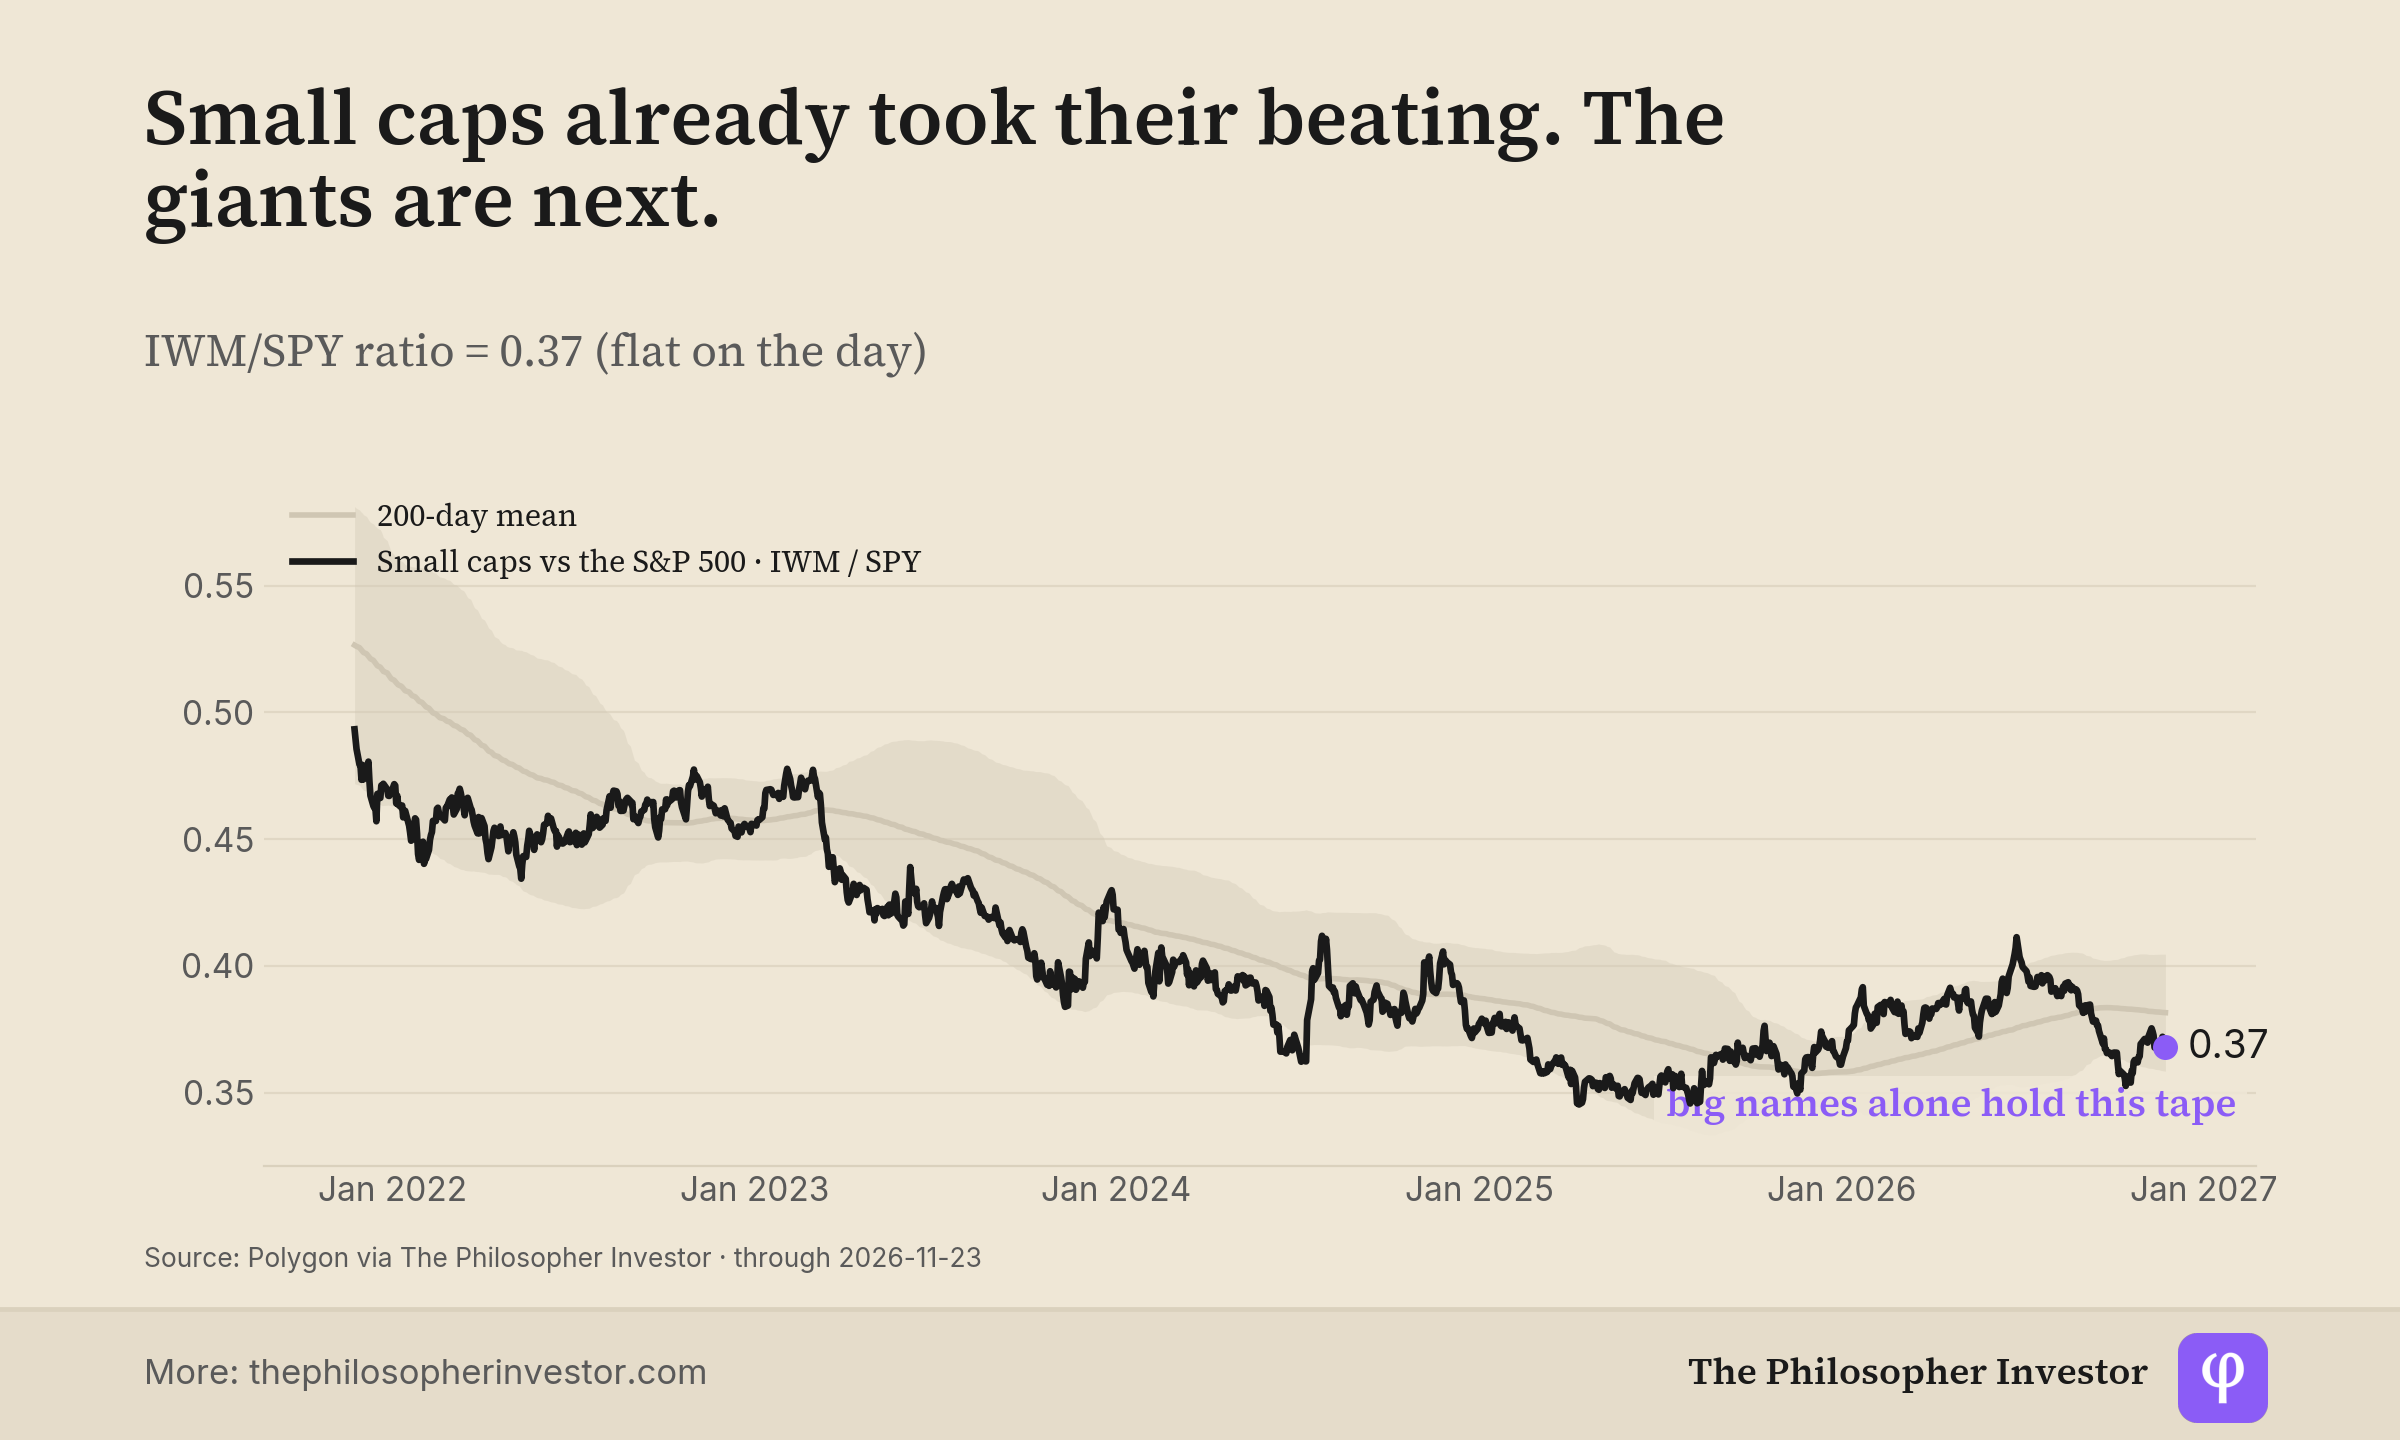 Small caps already took their beating. The
giants are next.
IWM/SPY ratio = 0.37 (flat on the day)
200-day mean
Small caps vs the S&P 500 · IWM / SPY
0.55
0.50
0.45
0.40
0.35
0.37
big names alone hold this tape
Jan 2022
Jan 2023
Jan 2024
Jan 2025
Jan 2026
Jan 2027
Source: Polygon via The Philosopher Investor · through 2026-11-23
More: thephilosopherinvestor.com
The Philosopher Investor
φ